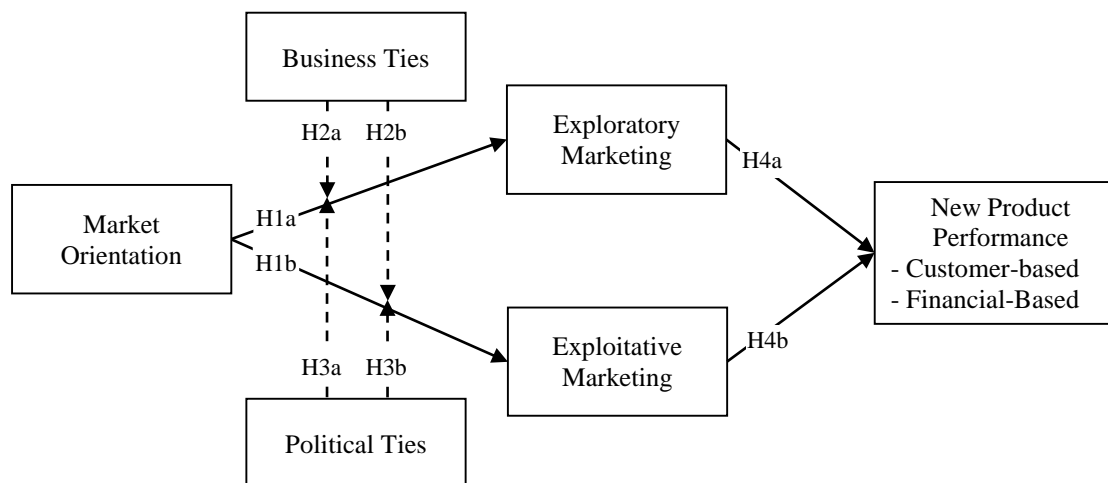 Business Ties
H2a
H2b
Exploratory
Marketing
H4a
Market
Orientation
H1a
H1b
New Product
Performance
- Customer-based
- Financial-Based
H3a
H3b
Exploitative
Marketing
H4b
Political Ties